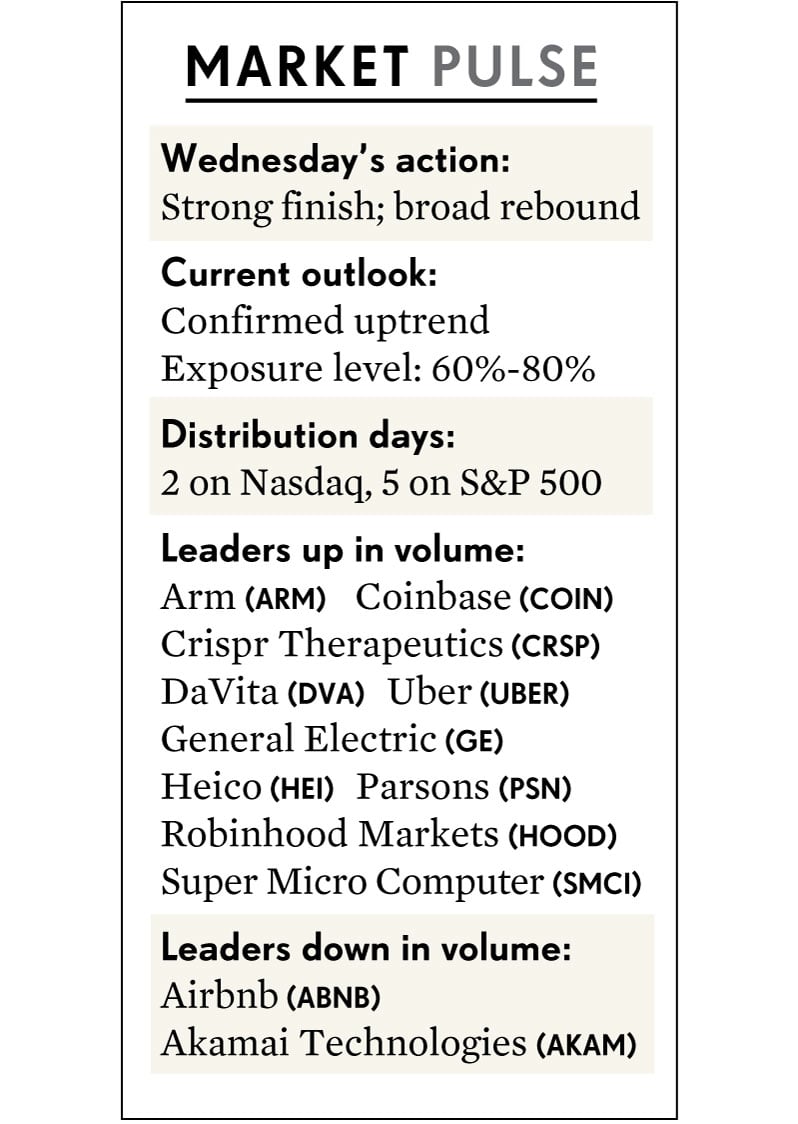 MARKET PULSE
Wednesday’s action:
Strong finish; broad rebound
Current outlook:
Confirmed uptrend
Exposure level: 60%-80%
Distribution days:
2 on Nasdaq, 5 on S&P 500
Leaders up in volume:
Arm (ARM) Coinbase (COIN)
Crispr Therapeutics (CRSP)
DaVita (DVA) Uber (UBER)
General Electric (GE)
Heico (HEI) Parsons (PSN)
Robinhood Markets (HOOD)
Super Micro Computer (SMCI)
Leaders down in volume:
Airbnb (ABNB)
Akamai Technologies (AKAM)